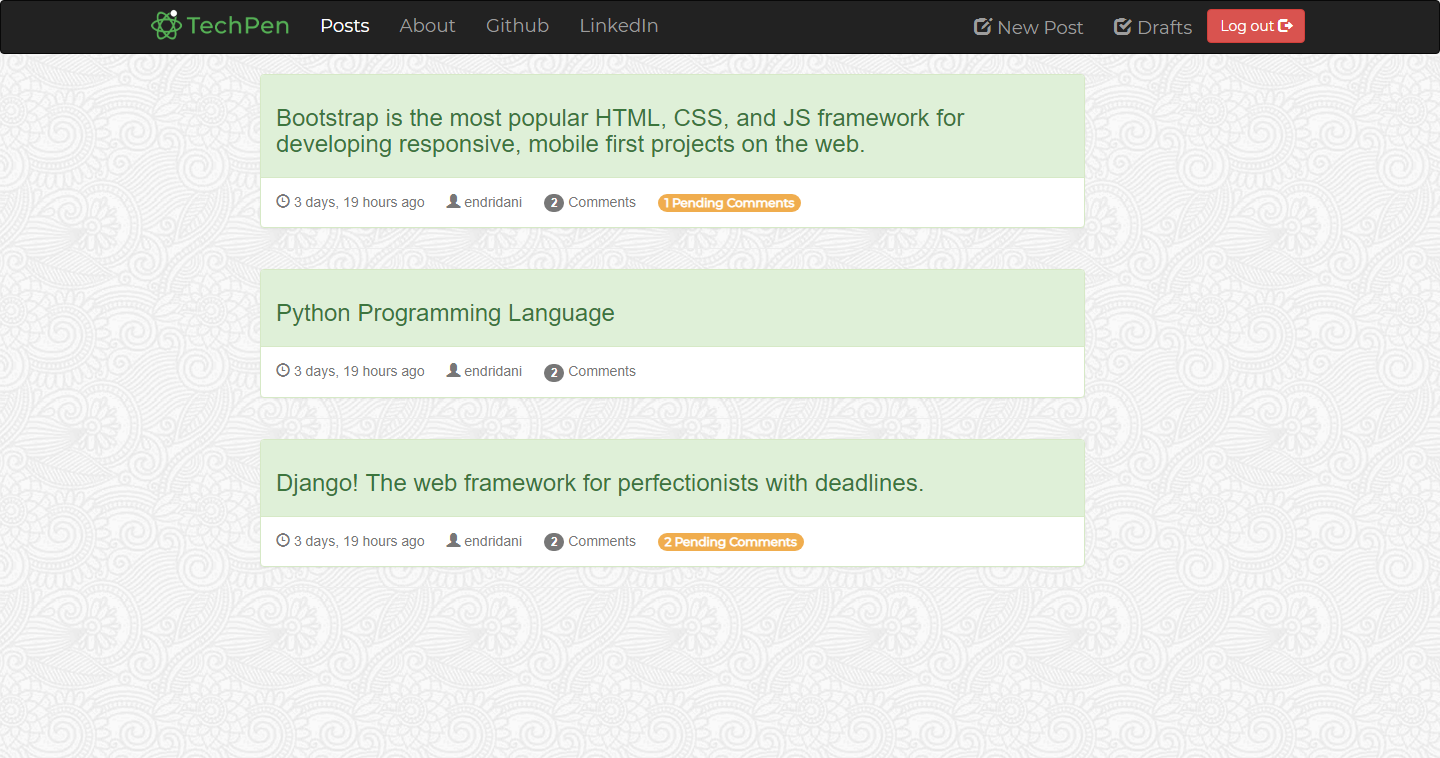 TechPen Posts About Github LinkedIn New Post Drafts Log out
Bootstrap is the most popular HTML, CSS, and JS framework for
developing responsive, mobile first projects on the web.
3 days, 19 hours ago endridani 2 Comments 1 Pending Comments
Python Programming Language
3 days, 19 hours ago endridani 2 Comments
Django! The web framework for perfectionists with deadlines.
3 days, 19 hours ago endridani 2 Comments 2 Pending Comments